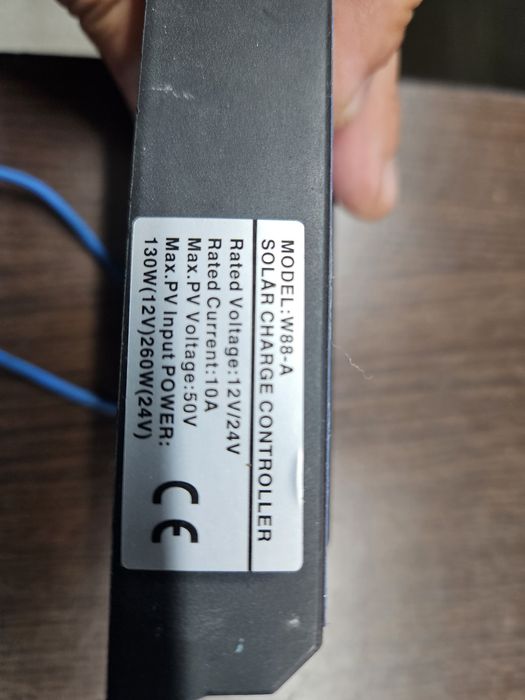 MODEL:W88-A
SOLAR CHARGE CONTROLLER
Rated Voltage:12V/24V
Rated Current:10A
Max.PV Voltage:50V
Max.PV Input POWER:
130W(12V)260W(24V)
CE